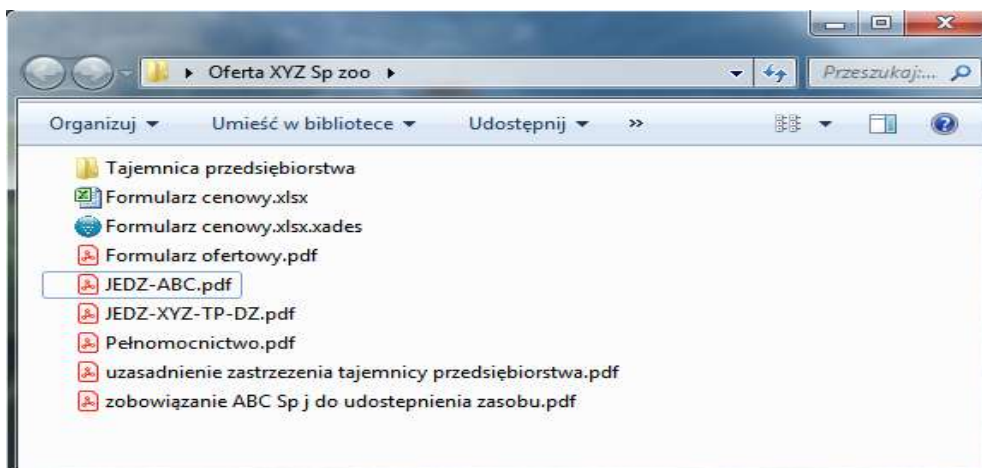 Oferta XYZ Sp zoo
Przeszukaj:...
Organizuj Umieść w bibliotece Udostępnij »
Tajemnica przedsiębiorstwa
Formularz cenowy.xlsx
Formularz cenowy.xlsx.xades
Formularz ofertowy.pdf
JEDZ-ABC.pdf
JEDZ-XYZ-TP-DZ.pdf
Pełnomocnictwo.pdf
uzasadnienie zastrzezenia tajemnicy przedsiębiorstwa.pdf
zobowiązanie ABC Sp j do udostepnienia zasobu.pdf